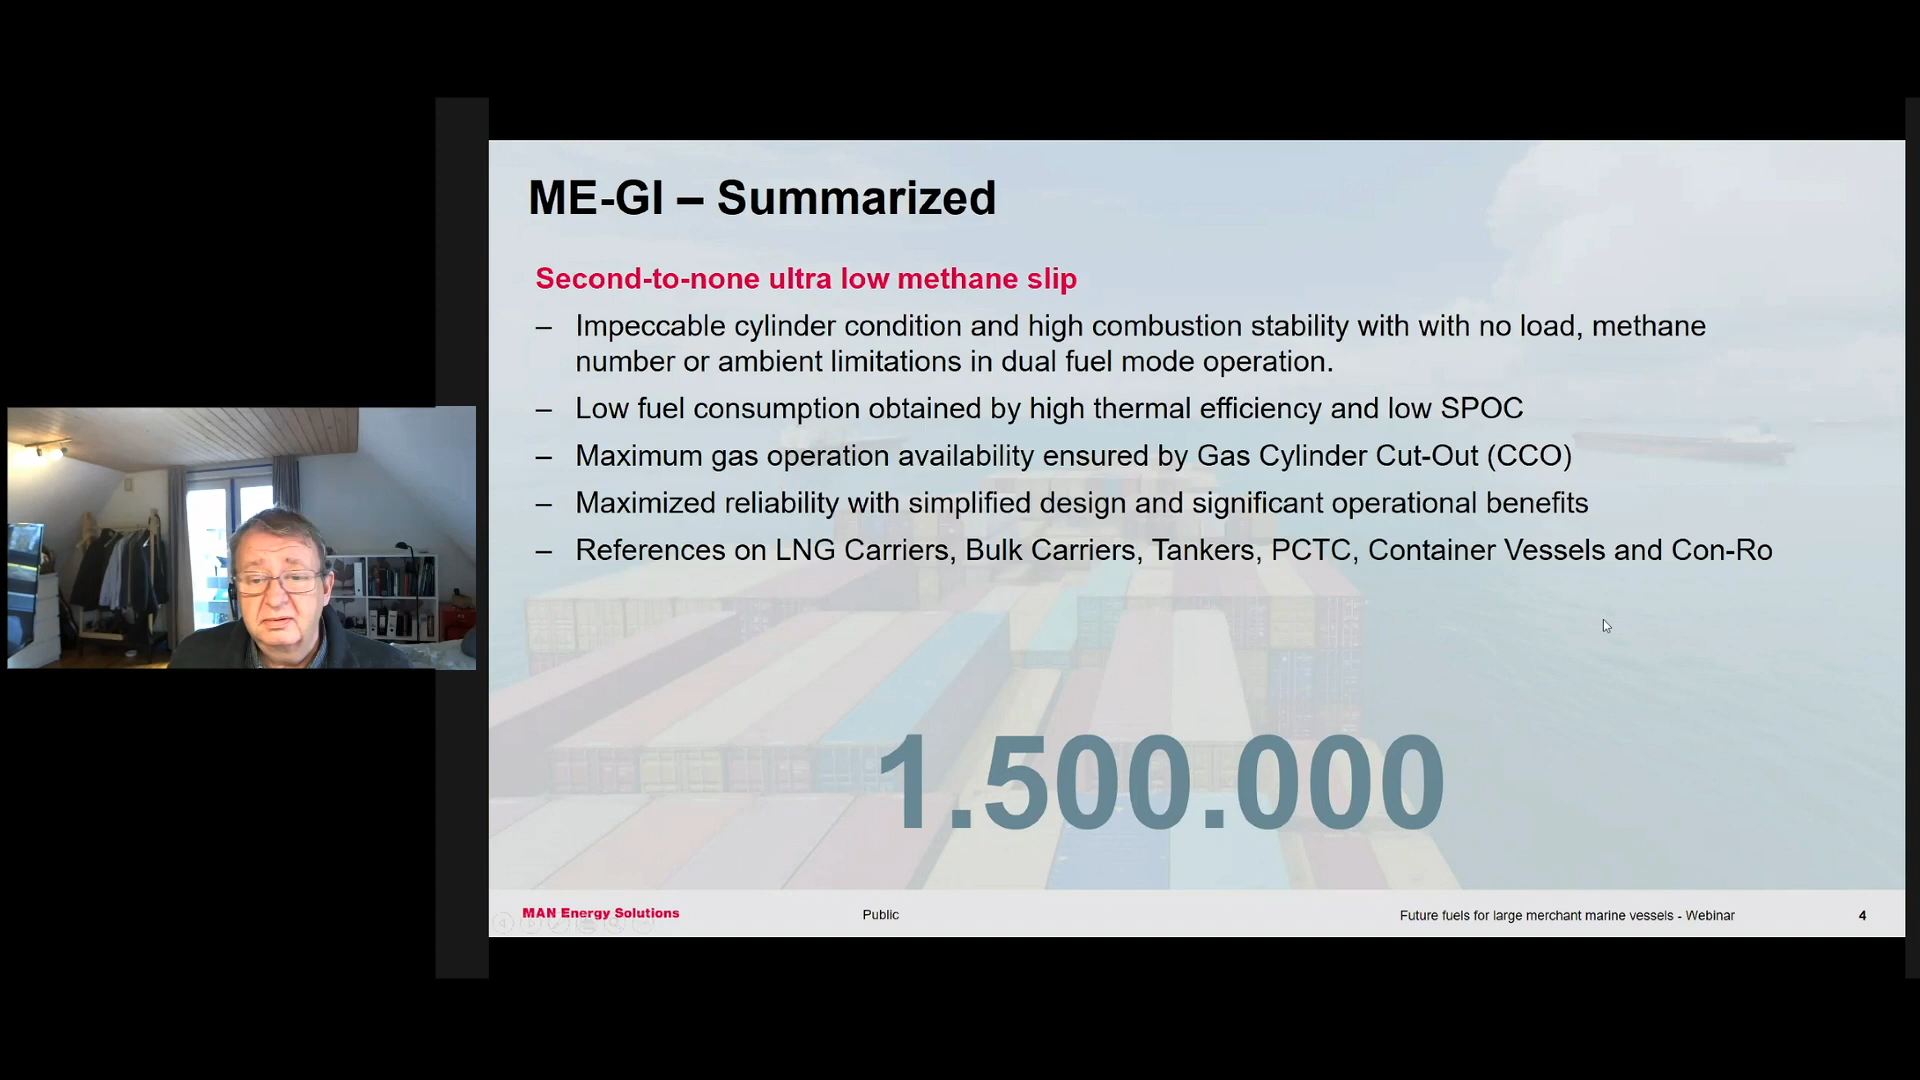 ME-GI – Summarized
Second-to-none ultra low methane slip
– Impeccable cylinder condition and high combustion stability with with no load, methane
number or ambient limitations in dual fuel mode operation.
– Low fuel consumption obtained by high thermal efficiency and low SPOC
– Maximum gas operation availability ensured by Gas Cylinder Cut-Out (CCO)
– Maximized reliability with simplified design and significant operational benefits
– References on LNG Carriers, Bulk Carriers, Tankers, PCTC, Container Vessels and Con-Ro
1.500.000
MAN Energy Solutions
Public
Future fuels for large merchant marine vessels - Webinar
4